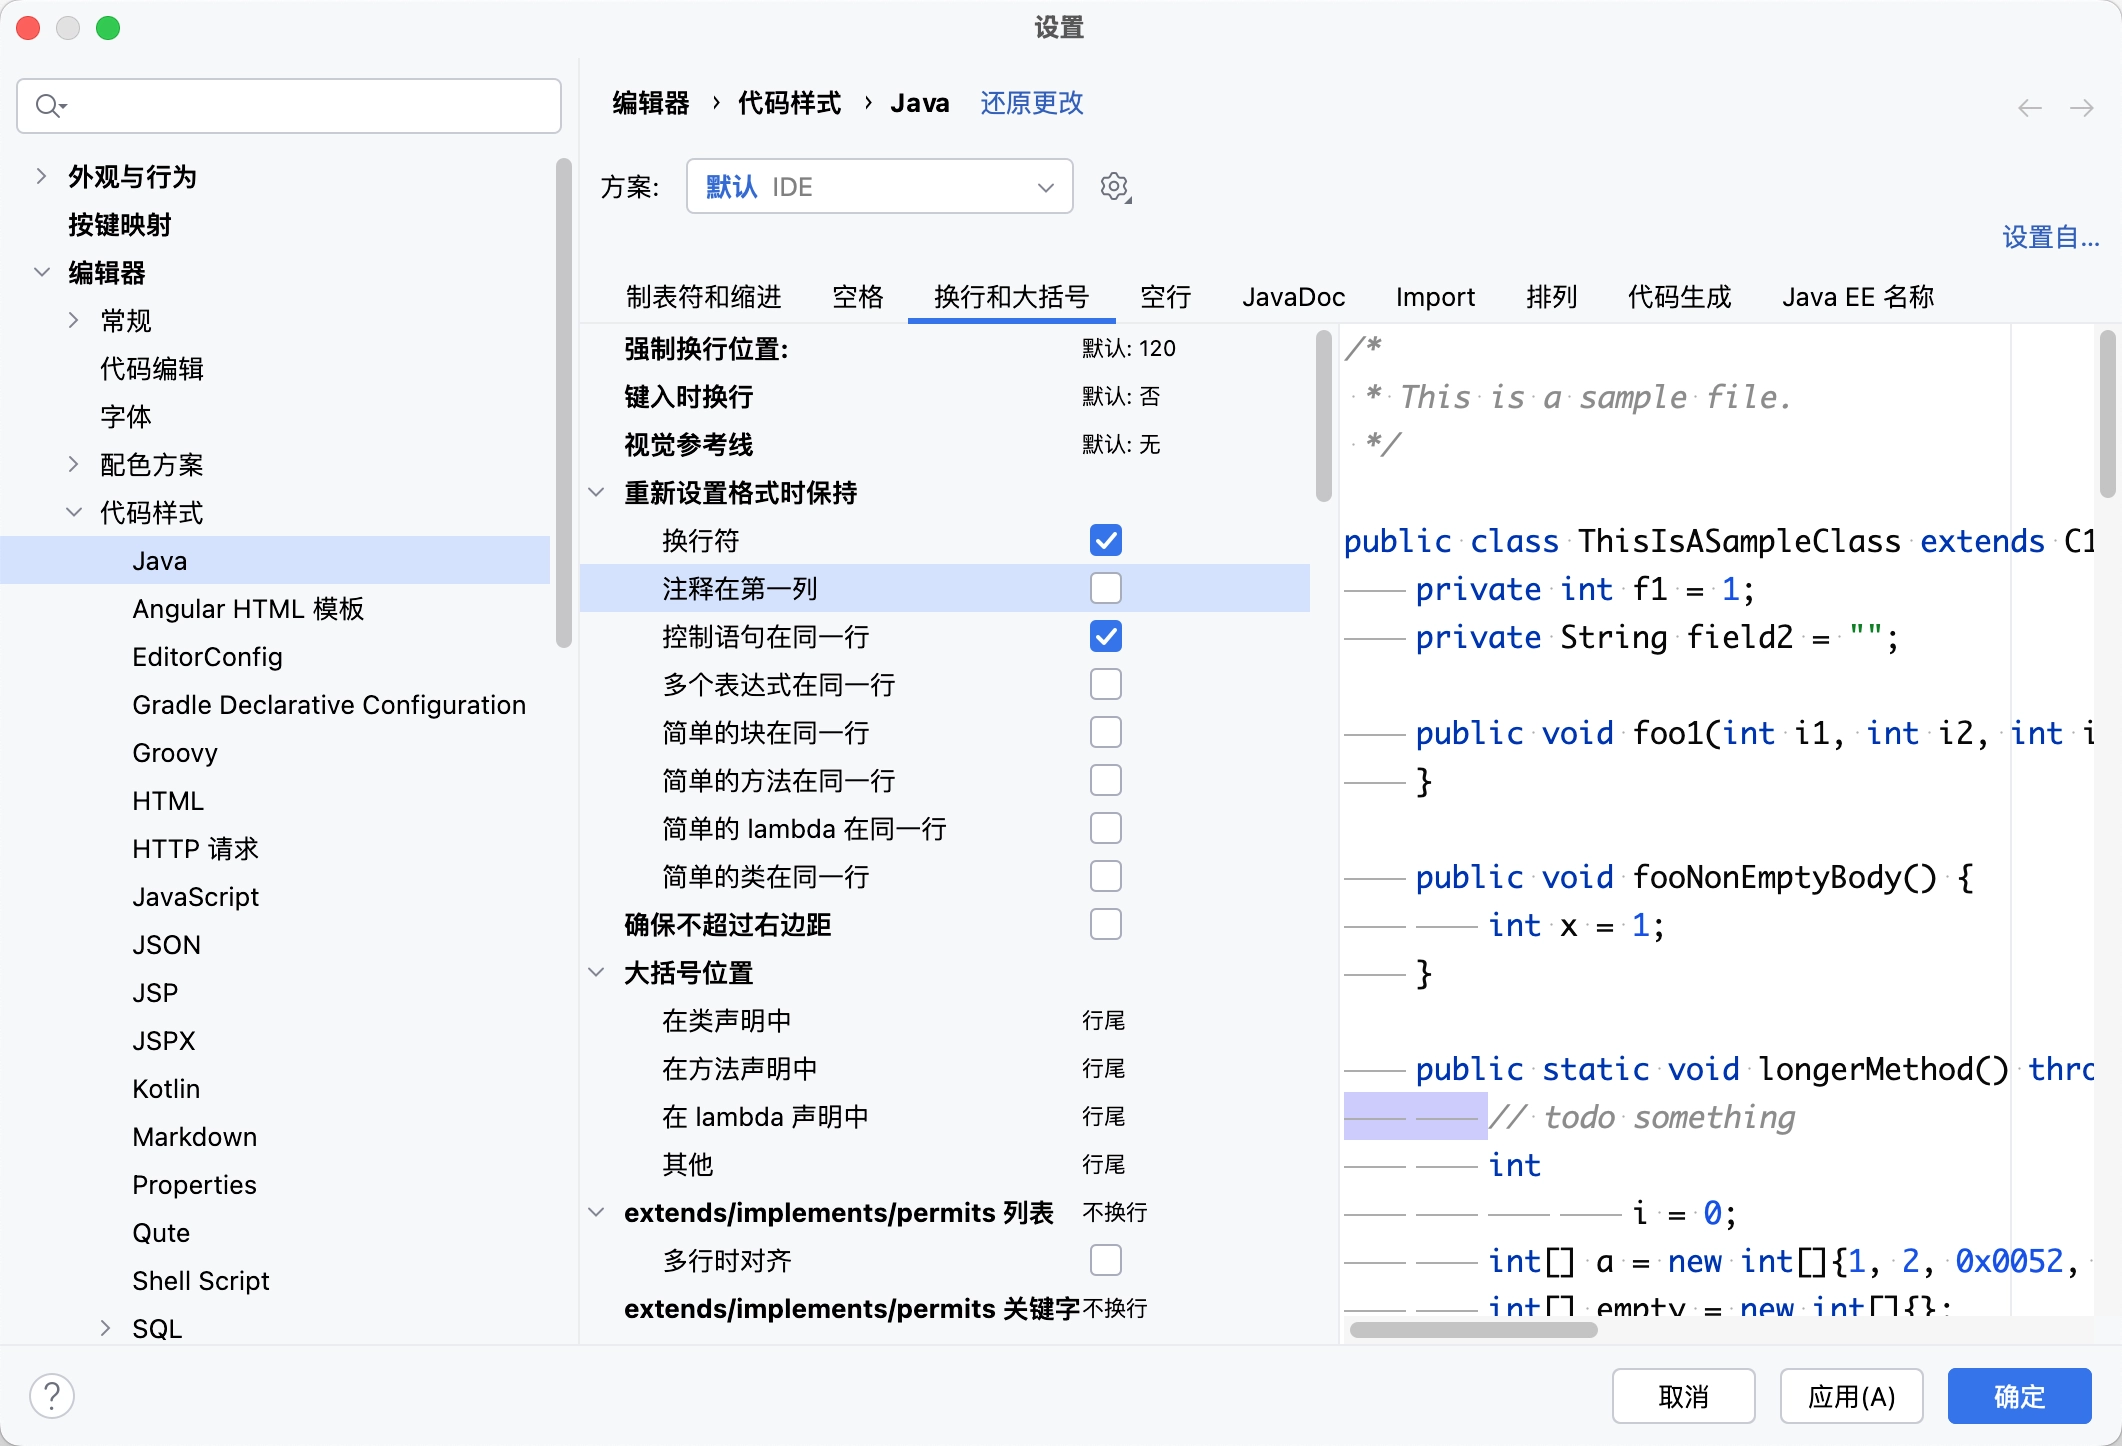 设置
编辑器 › 代码样式 › Java 还原更改
方案: 默认 IDE
设置自...
外观与行为
按键映射
编辑器
常规
代码编辑
字体
配色方案
代码样式
Java
Angular HTML 模板
EditorConfig
Gradle Declarative Configuration
Groovy
HTML
HTTP 请求
JavaScript
JSON
JSP
JSPX
Kotlin
Markdown
Properties
Qute
Shell Script
SQL
制表符和缩进 空格 换行和大括号 空行 JavaDoc Import 排列 代码生成 Java EE 名称
强制换行位置: 默认: 120
键入时换行 默认: 否
视觉参考线 默认: 无
重新设置格式时保持
换行符
注释在第一列
控制语句在同一行
多个表达式在同一行
简单的块在同一行
简单的方法在同一行
简单的 lambda 在同一行
简单的类在同一行
确保不超过右边距
大括号位置
在类声明中 行尾
在方法声明中 行尾
在 lambda 声明中 行尾
其他 行尾
extends/implements/permits 列表 不换行
多行时对齐
extends/implements/permits 关键字 不换行
/*
* This is a sample file.
*/
public class ThisIsASampleClass extends C1
private int f1 = 1;
private String field2 = "";
public void foo1(int i1, int i2, int i
}
public void fooNonEmptyBody() {
int x = 1;
}
public static void longerMethod() thro
// todo something
int
i = 0;
int[] a = new int[]{1, 2, 0x0052,
int[] empty = new int[]{};
?
取消 应用(A) 确定